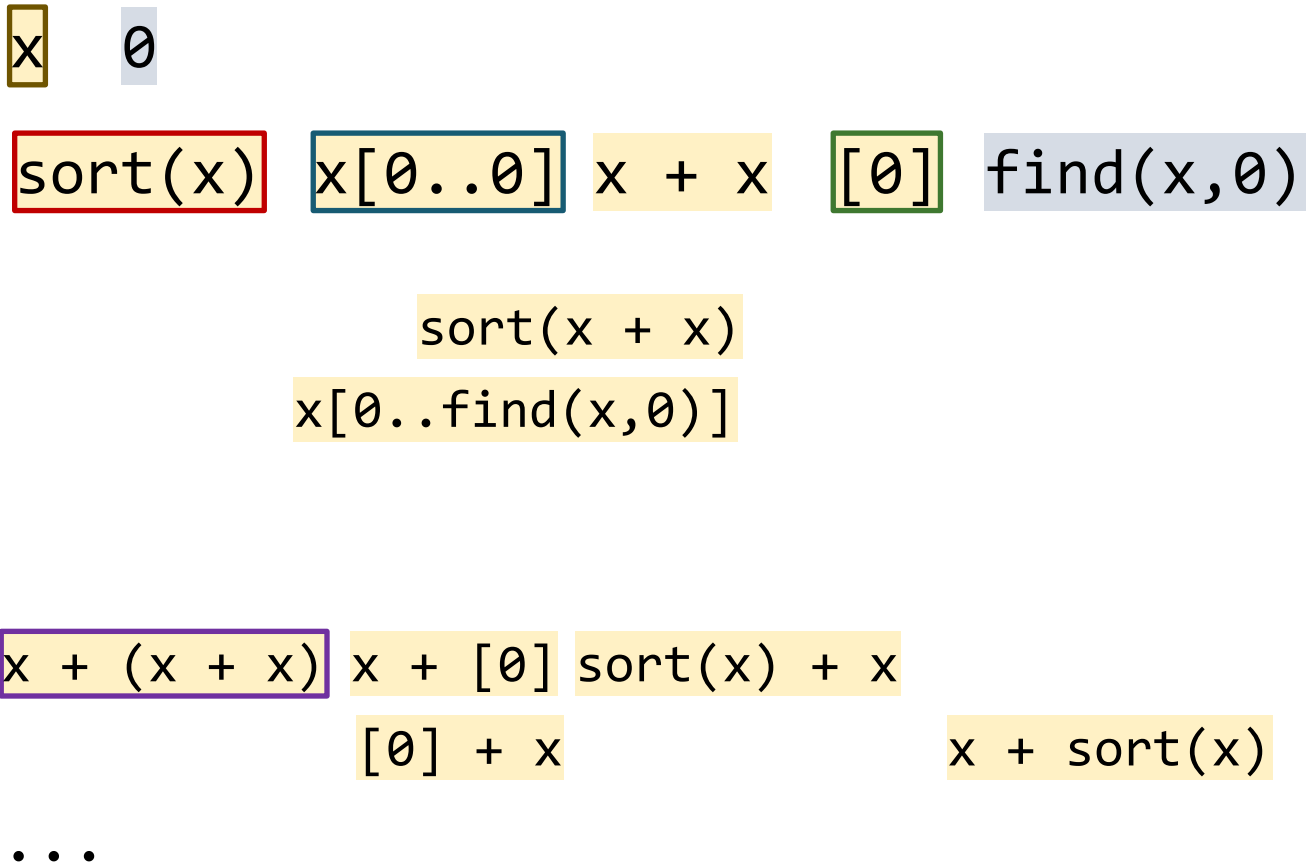 x 0
sort(x) x[0..0] x + x [0] find(x,0)
sort(x + x)
x[0..find(x,0)]
x + (x + x) x + [0] sort(x) + x
[0] + x x + sort(x)
...